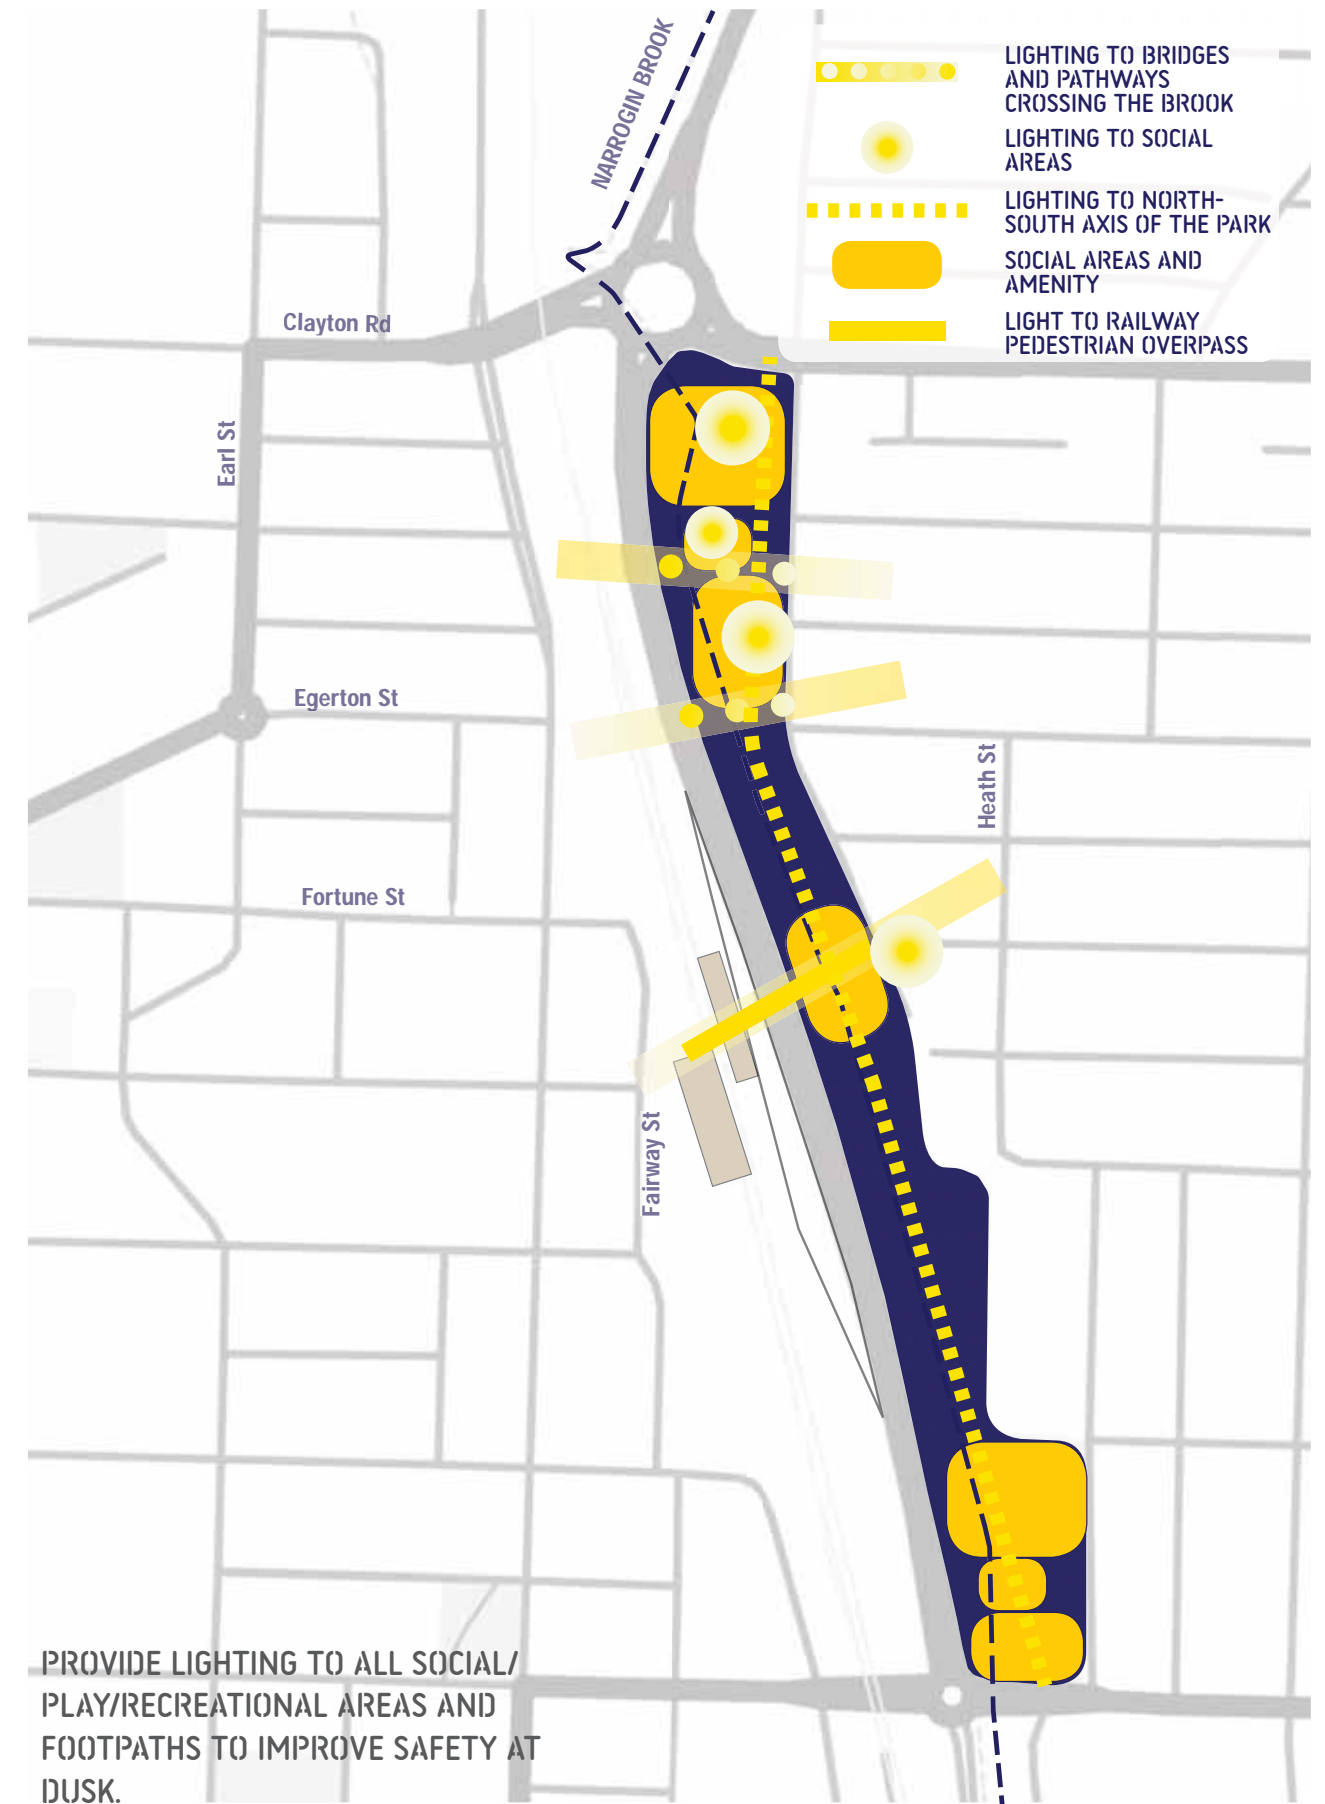 NARROGIN BROOK
LIGHTING TO BRIDGES
AND PATHWAYS
CROSSING THE BROOK
LIGHTING TO SOCIAL
AREAS
LIGHTING TO NORTH-
SOUTH AXIS OF THE PARK
SOCIAL AREAS AND
AMENITY
LIGHT TO RAILWAY
PEDESTRIAN OVERPASS
Clayton Rd
Earl St
Egerton St
Heath St
Fortune St
Fairway St
PROVIDE LIGHTING TO ALL SOCIAL/
PLAY/RECREATIONAL AREAS AND
FOOTPATHS TO IMPROVE SAFETY AT
DUSK.